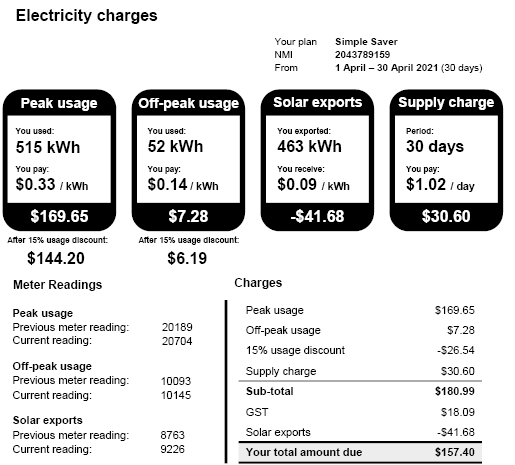 Electricity charges
Your plan Simple Saver
NMI 2043789159
From 1 April – 30 April 2021 (30 days)
Peak usage
You used:
515 kWh
You pay:
$0.33 / kWh
$169.65
After 15% usage discount:
$144.20
Off-peak usage
You used:
52 kWh
You pay:
$0.14 / kWh
$7.28
After 15% usage discount:
$6.19
Solar exports
You exported:
463 kWh
You receive:
$0.09 / kWh
-$41.68
Supply charge
Period:
30 days
You pay:
$1.02 / day
$30.60
Meter Readings
Peak usage
Previous meter reading: 20189
Current reading: 20704
Off-peak usage
Previous meter reading: 10093
Current reading: 10145
Solar exports
Previous meter reading: 8763
Current reading: 9226
Charges
Peak usage $169.65
Off-peak usage $7.28
15% usage discount -$26.54
Supply charge $30.60
Sub-total $180.99
GST $18.09
Solar exports -$41.68
Your total amount due $157.40